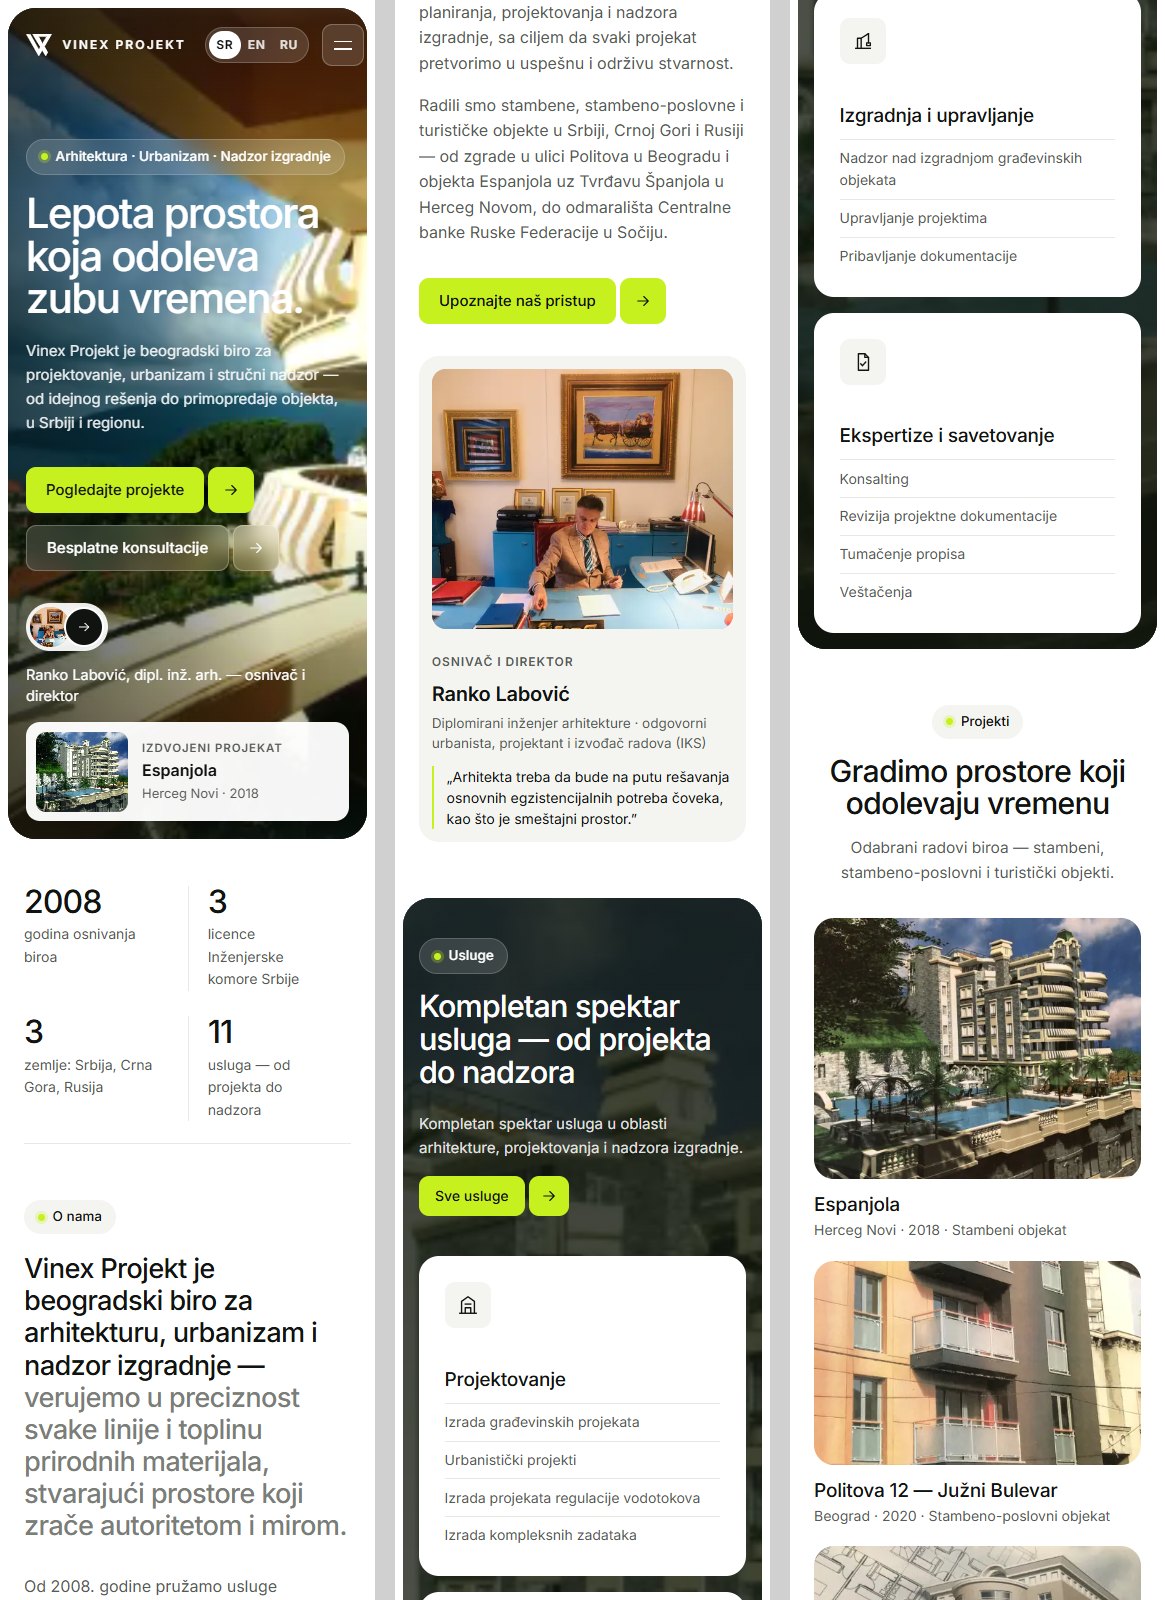 VINEX PROJEKT
SR EN RU
Arhitektura · Urbanizam · Nadzor izgradnje
Lepota prostora
koja odoleva
zubu vremena.
Vinex Projekt je beogradski biro za
projektovanje, urbanizam i stručni nadzor —
od idejnog rešenja do primopredaje objekta,
u Srbiji i regionu.
Pogledajte projekte →
Besplatne konsultacije →
→
Ranko Labović, dipl. inž. arh. — osnivač i
direktor
IZDVOJENI PROJEKAT
Espanjola
Herceg Novi · 2018
2008
godina osnivanja
biroa
3
licence
Inženjerske
komore Srbije
3
zemlje: Srbija, Crna
Gora, Rusija
11
usluga — od
projekta do
nadzora
O nama
Vinex Projekt je
beogradski biro za
arhitekturu, urbanizam i
nadzor izgradnje —
verujemo u preciznost
svake linije i toplinu
prirodnih materijala,
stvarajući prostore koji
zrače autoritetom i mirom.
Od 2008. godine pružamo usluge
planiranja, projektovanja i nadzora
izgradnje, sa ciljem da svaki projekat
pretvorimo u uspešnu i održivu stvarnost.
Radili smo stambene, stambeno-poslovne i
turističke objekte u Srbiji, Crnoj Gori i Rusiji
— od zgrade u ulici Politova u Beogradu i
objekta Espanjola uz Tvrđavu Španjola u
Herceg Novom, do odmarališta Centralne
banke Ruske Federacije u Sočiju.
Upoznajte naš pristup →
OSNIVAČ I DIREKTOR
Ranko Labović
Diplomirani inženjer arhitekture · odgovorni
urbanista, projektant i izvođač radova (IKS)
„Arhitekta treba da bude na putu rešavanja
osnovnih egzistencijalnih potreba čoveka,
kao što je smeštajni prostor.“
Usluge
Kompletan spektar
usluga — od projekta
do nadzora
Kompletan spektar usluga u oblasti
arhitekture, projektovanja i nadzora izgradnje.
Sve usluge →
Projektovanje
Izrada građevinskih projekata
Urbanistički projekti
Izrada projekata regulacije vodotokova
Izrada kompleksnih zadataka
Izgradnja i upravljanje
Nadzor nad izgradnjom građevinskih
objekata
Upravljanje projektima
Pribavljanje dokumentacije
Ekspertize i savetovanje
Konsalting
Revizija projektne dokumentacije
Tumačenje propisa
Veštačenja
Projekti
Gradimo prostore koji
odolevaju vremenu
Odabrani radovi biroa — stambeni,
stambeno-poslovni i turistički objekti.
Espanjola
Herceg Novi · 2018 · Stambeni objekat
Politova 12 — Južni Bulevar
Beograd · 2020 · Stambeno-poslovni objekat